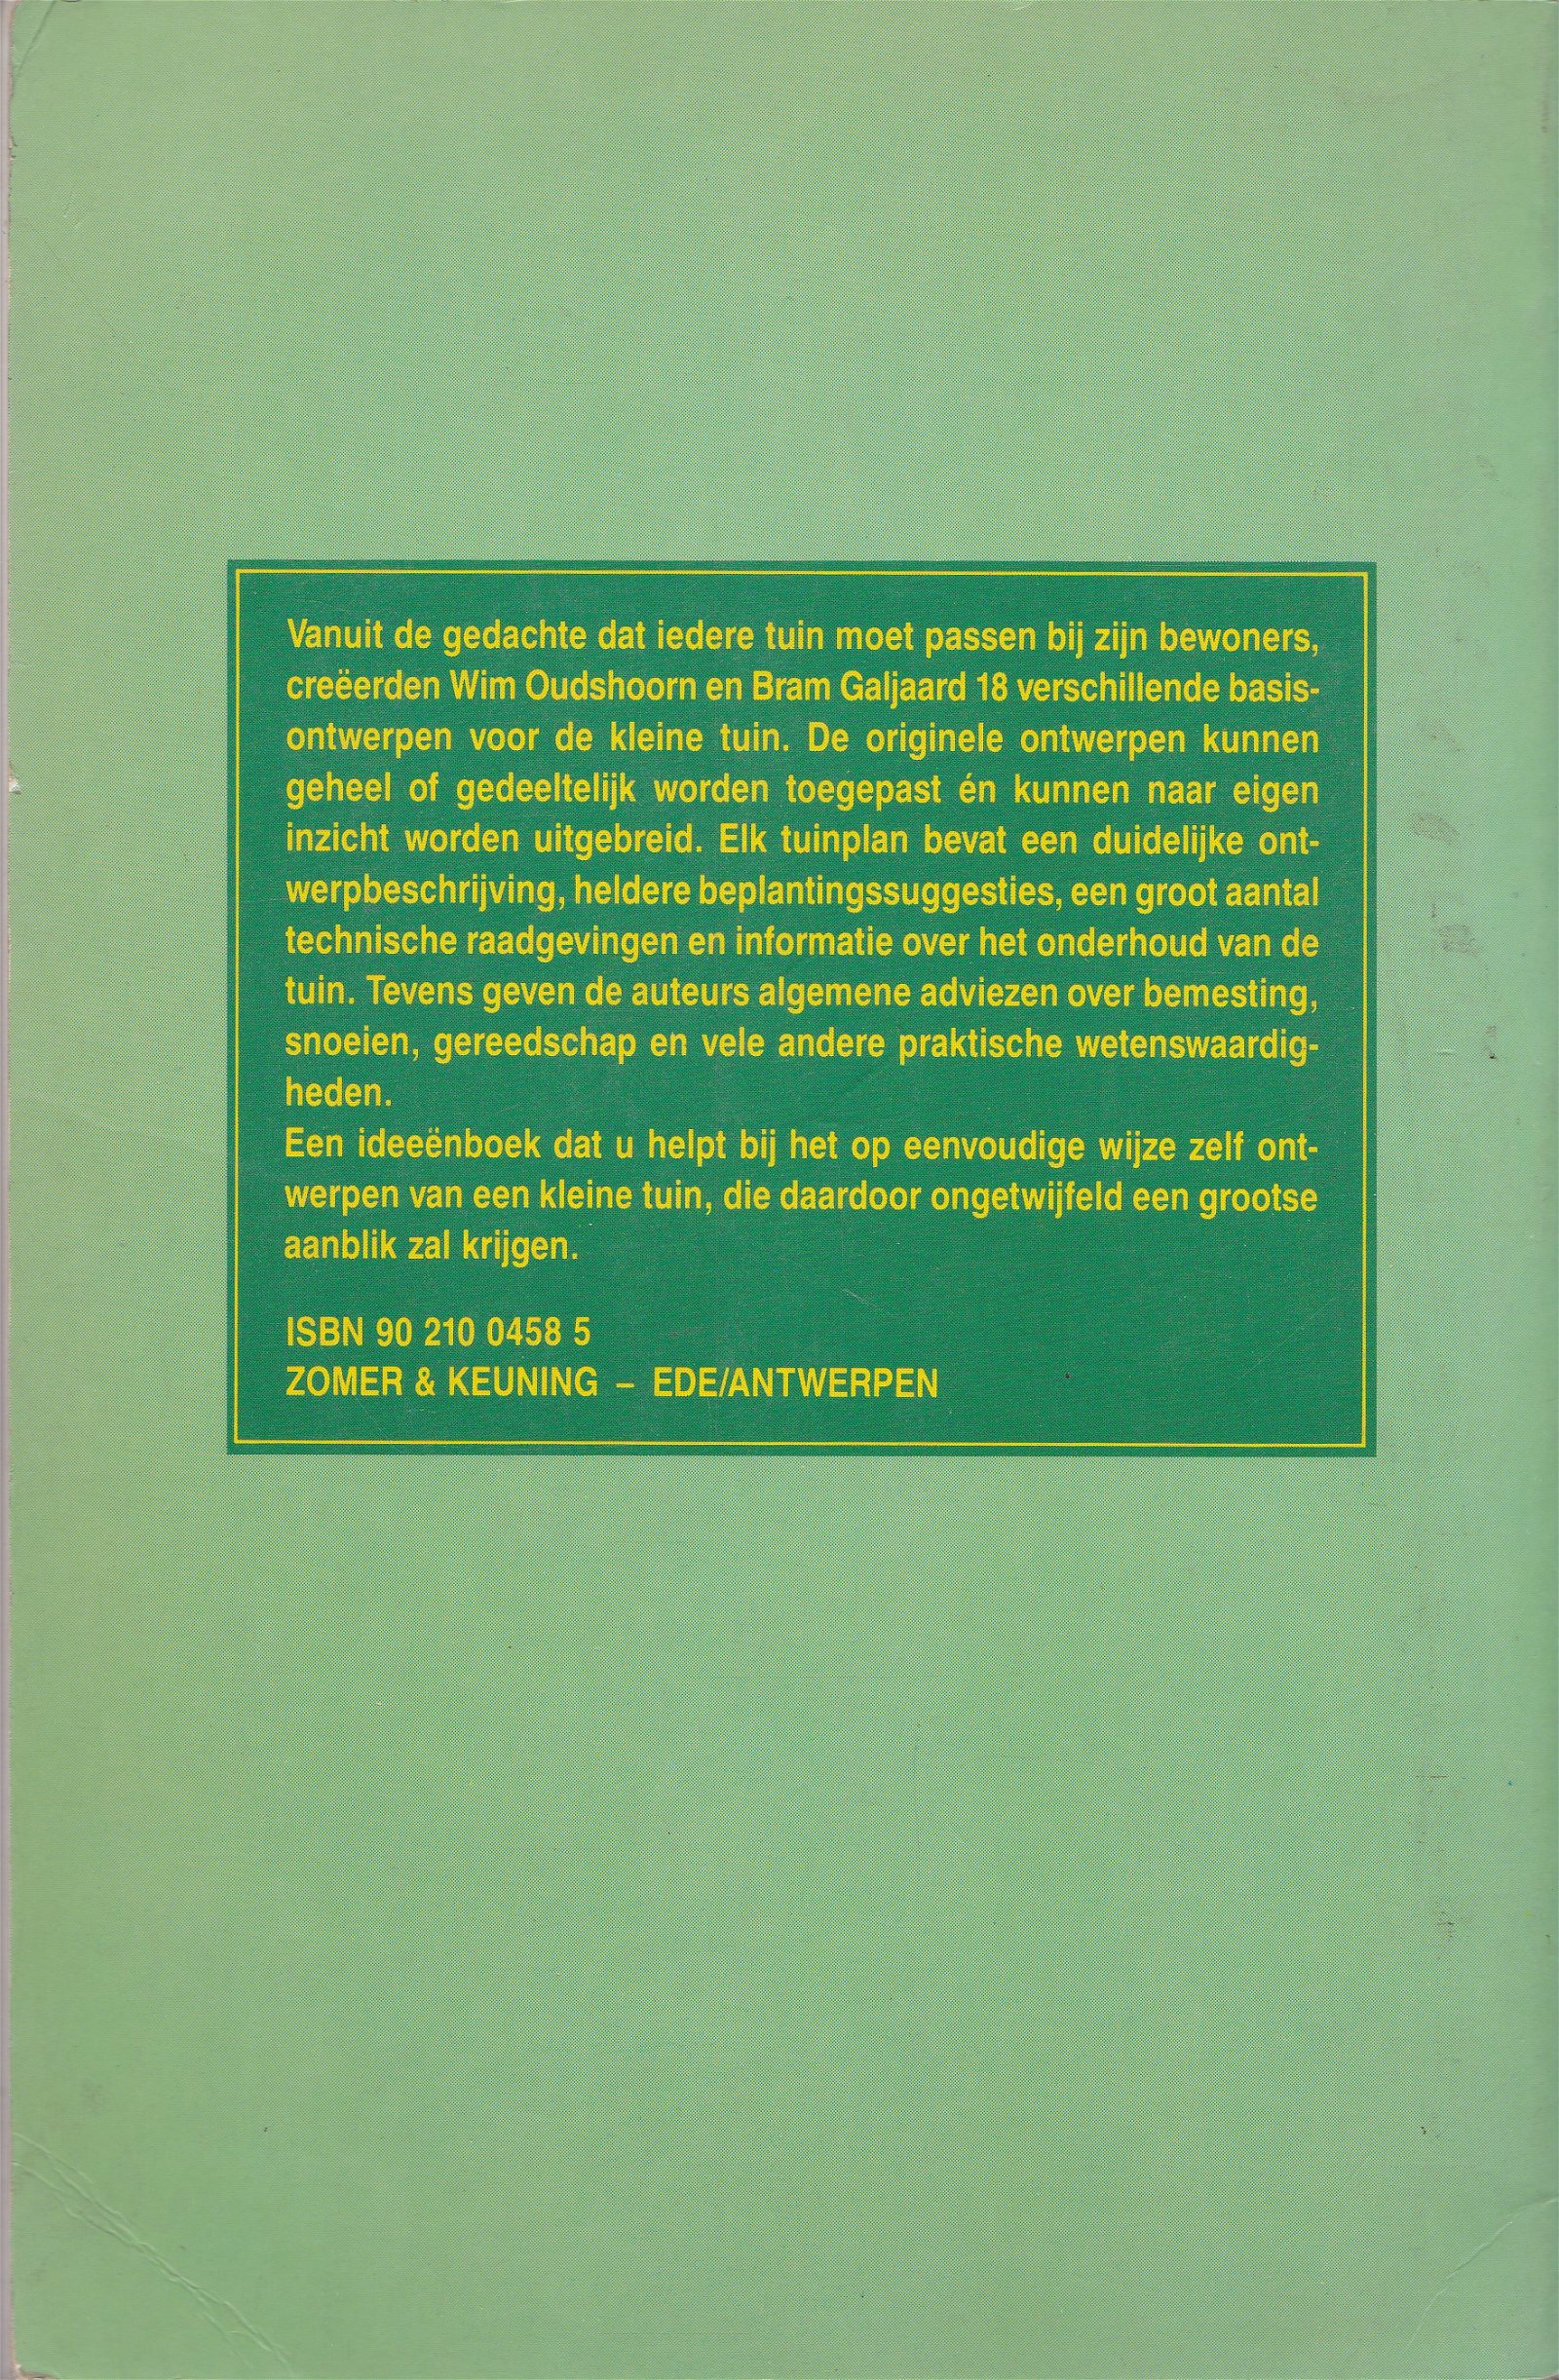 Vanuit de gedachte dat iedere tuin moet passen bij zijn bewoners,
creëerden Wim Oudshoorn en Bram Galjaard 18 verschillende basis-
ontwerpen voor de kleine tuin. De originele ontwerpen kunnen
geheel of gedeeltelijk worden toegepast én kunnen naar eigen
inzicht worden uitgebreid. Elk tuinplan bevat een duidelijke ont-
werpbeschrijving, heldere beplantingssuggesties, een groot aantal
technische raadgevingen en informatie over het onderhoud van de
tuin. Tevens geven de auteurs algemene adviezen over bemesting,
snoeien, gereedschap en vele andere praktische wetenswaardig-
heden.
Een ideeënboek dat u helpt bij het op eenvoudige wijze zelf ont-
werpen van een kleine tuin, die daardoor ongetwijfeld een grootse
aanblik zal krijgen.
ISBN 90 210 0458 5
ZOMER & KEUNING – EDE/ANTWERPEN